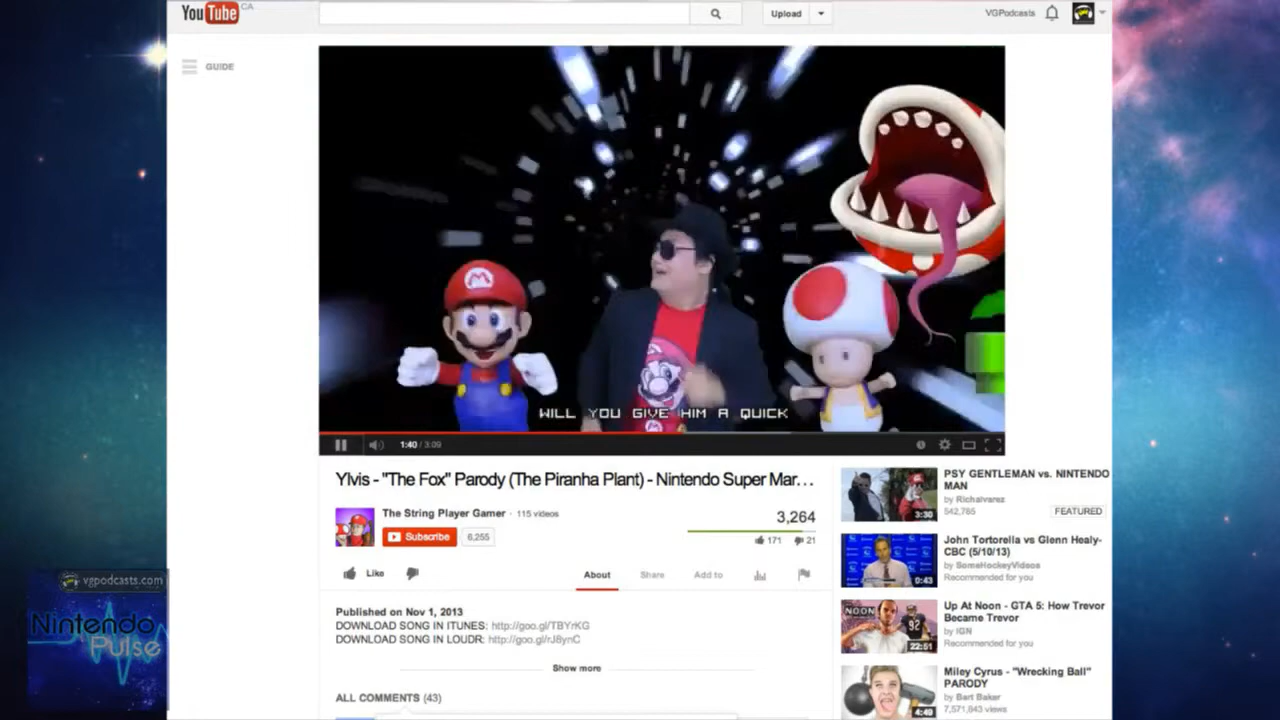 YouTube CA
Upload
VGPodcasts
GUIDE
M
WILL YOU GIVE HIM A QUICK
1:40 / 3:09
Ylvis - "The Fox" Parody (The Piranha Plant) - Nintendo Super Mar...
The String Player Gamer · 115 videos
Subscribe 6,255
3,264
171 21
Like
About Share Add to
Published on Nov 1, 2013
DOWNLOAD SONG IN ITUNES: http://goo.gl/TBYrKG
DOWNLOAD SONG IN LOUDR: http://goo.gl/rJ8ynC
Show more
ALL COMMENTS (43)
PSY GENTLEMAN vs. NINTENDO
MAN
by Richalvarez
542,785 FEATURED
3:30
John Tortorella vs Glenn Healy-
CBC (5/10/13)
by SomeHockeyVideos
Recommended for you
0:43
NOON
92
Up At Noon - GTA 5: How Trevor
Became Trevor
by IGN
Recommended for you
22:51
Miley Cyrus - "Wrecking Ball"
PARODY
by Bart Baker
7,571,843 views
4:49
vgpodcasts.com
Nintendo
Pulse